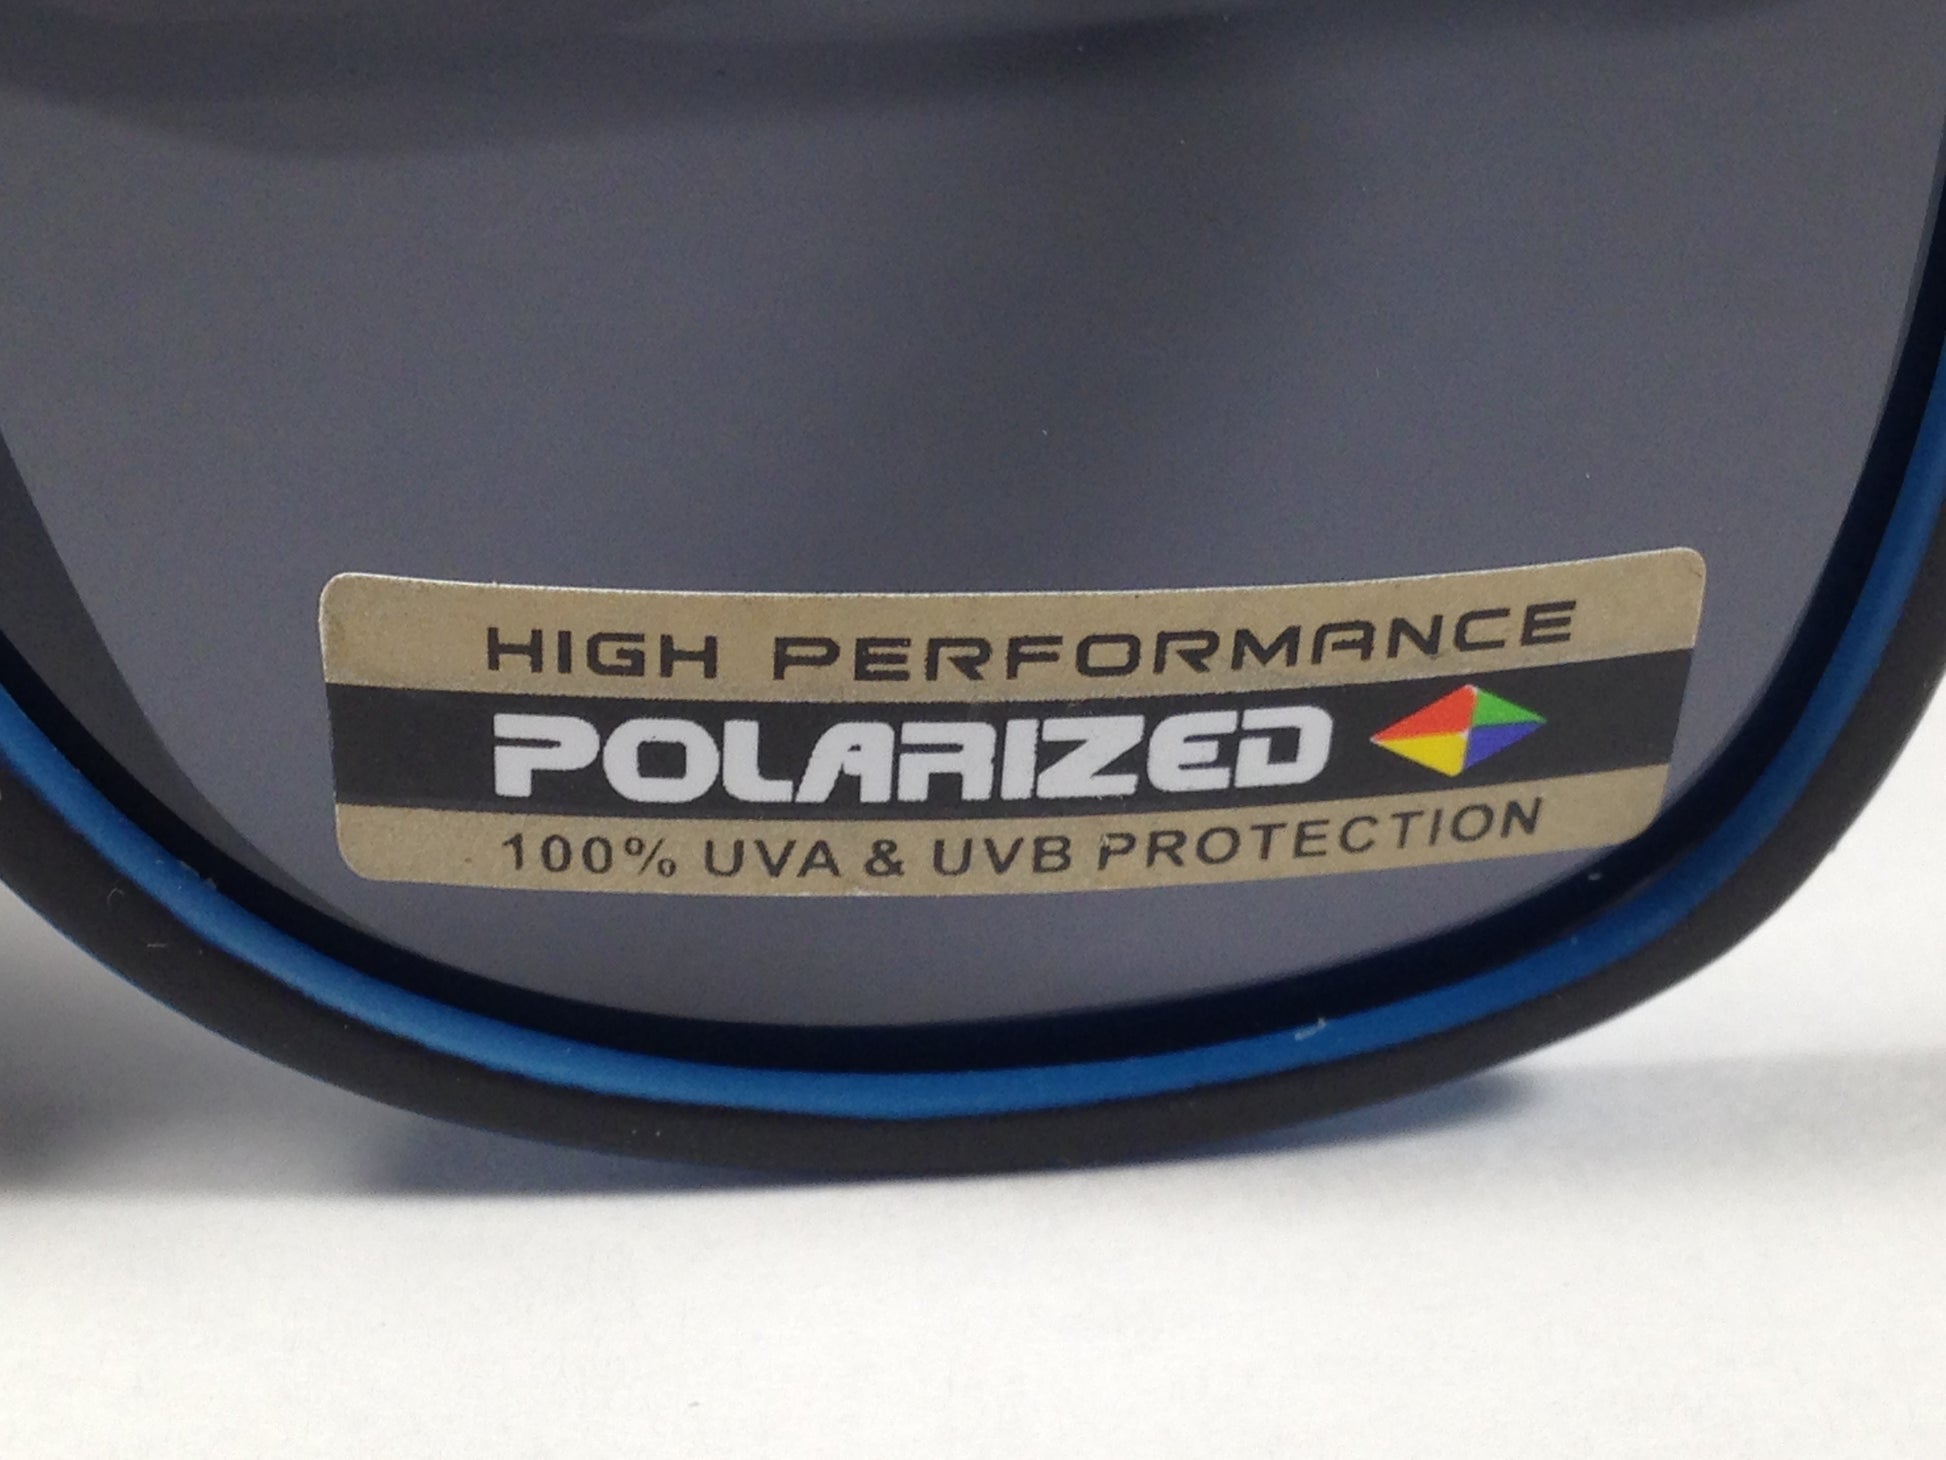 HIGH PERFORMANCE
POLARIZED
100% UVA & UVB PROTECTION